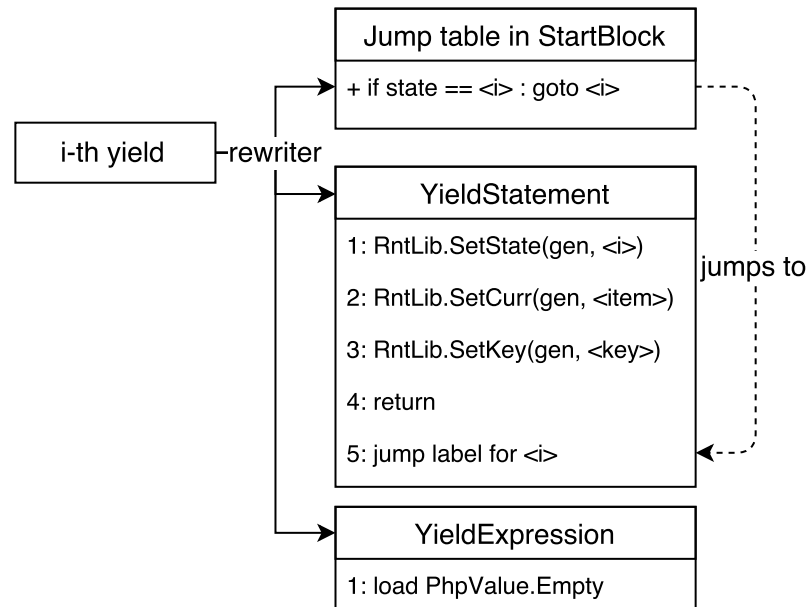 Jump table in StartBlock
+ if state == <i> : goto <i>
i-th yield
rewriter
YieldStatement
1: RntLib.SetState(gen, <i>)
2: RntLib.SetCurr(gen, <item>)
3: RntLib.SetKey(gen, <key>)
4: return
5: jump label for <i>
jumps to
YieldExpression
1: load PhpValue.Empty